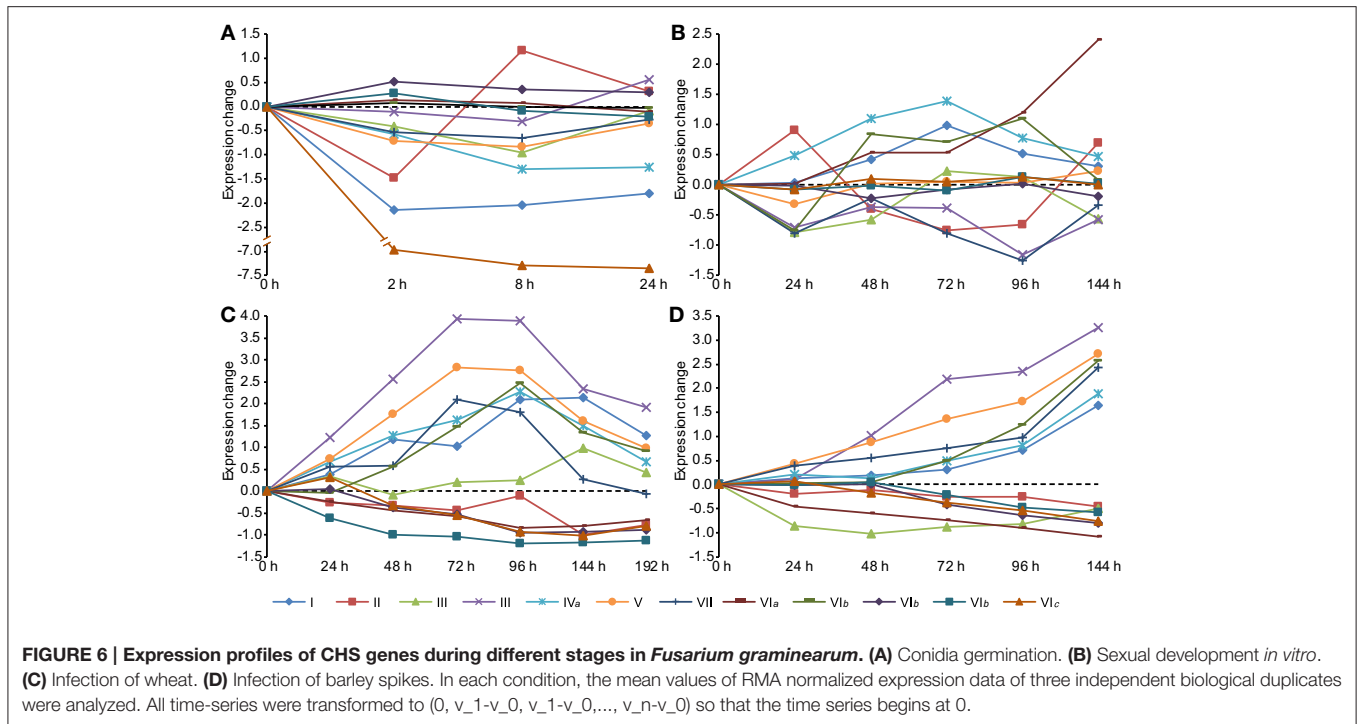 A
Expression change
1.5
1.0
0.5
0.0
-0.5
-1.0
-1.5
-2.0
-2.5
-7.0
-7.5
0 h 2 h 8 h 24 h
B
Expression change
2.5
2.0
1.5
1.0
0.5
0.0
-0.5
-1.0
-1.5
0 h 24 h 48 h 72 h 96 h 144 h
C
Expression change
4.0
3.5
3.0
2.5
2.0
1.5
1.0
0.5
0.0
-0.5
-1.0
-1.5
0 h 24 h 48 h 72 h 96 h 144 h 192 h
D
Expression change
3.5
3.0
2.5
2.0
1.5
1.0
0.5
0.0
-0.5
-1.0
-1.5
0 h 24 h 48 h 72 h 96 h 144 h
I II III III IVa V VII VIa VIb VIb VIb VIc
FIGURE 6 | Expression profiles of CHS genes during different stages in Fusarium graminearum. (A) Conidia germination. (B) Sexual development in vitro.
(C) Infection of wheat. (D) Infection of barley spikes. In each condition, the mean values of RMA normalized expression data of three independent biological duplicates
were analyzed. All time-series were transformed to (0, v_1-v_0, v_1-v_0,..., v_n-v_0) so that the time series begins at 0.